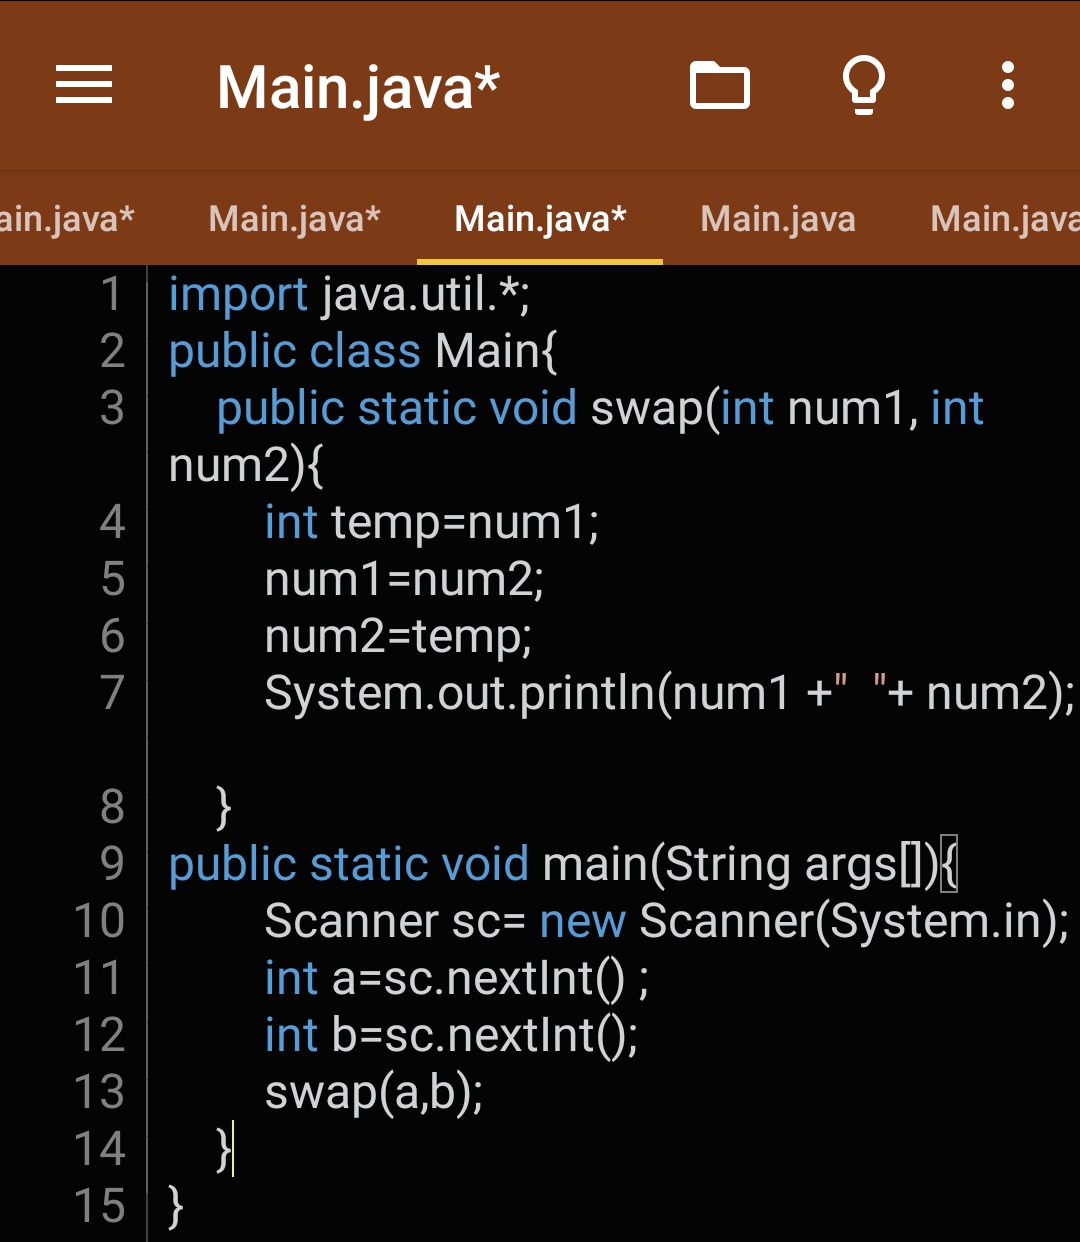 Main.java*
ain.java* Main.java* Main.java* Main.java Main.java
1 import java.util.*;
2 public class Main{
3 public static void swap(int num1, int
num2){
4 int temp=num1;
5 num1=num2;
6 num2=temp;
7 System.out.println(num1 +"  "+ num2);
8 }
9 public static void main(String args[]){
10 Scanner sc= new Scanner(System.in);
11 int a=sc.nextInt() ;
12 int b=sc.nextInt();
13 swap(a,b);
14 }
15 }